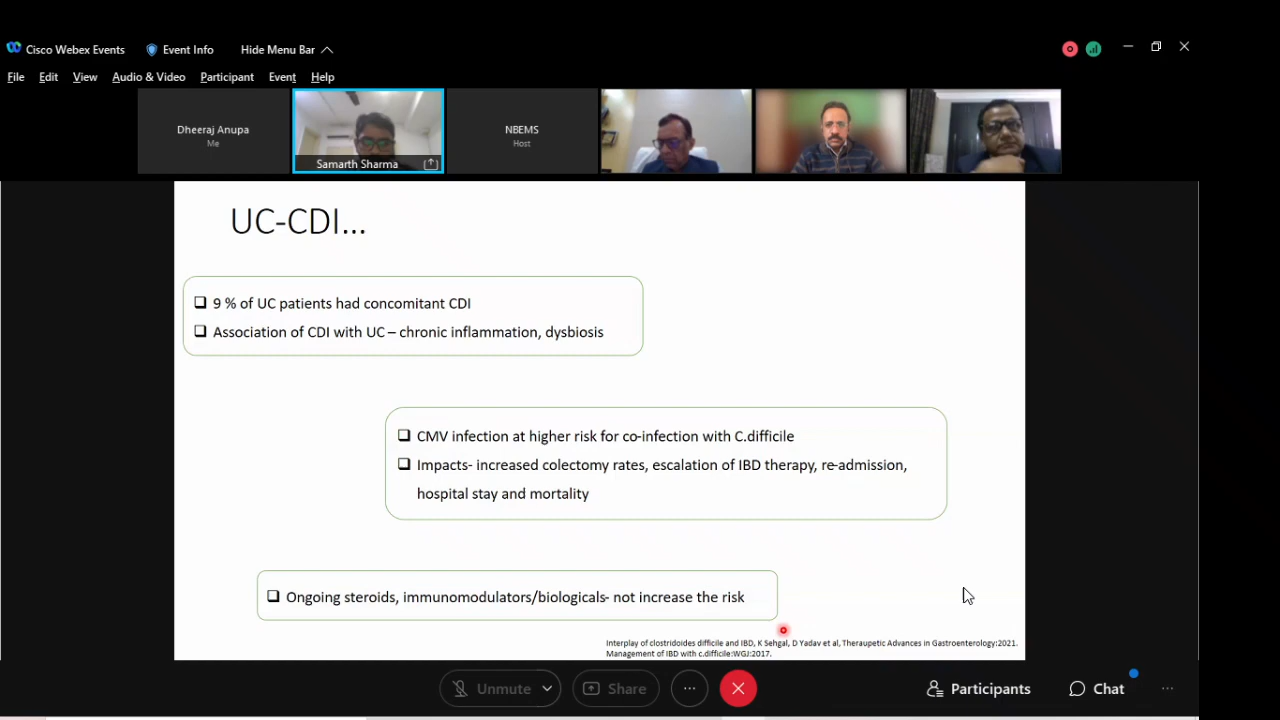 Cisco Webex Events
Event Info
Hide Menu Bar
File Edit View Audio & Video Participant Event Help
Dheeraj Anupa
Me
Samarth Sharma
NBEMS
Host
UC-CDI...
9 % of UC patients had concomitant CDI
Association of CDI with UC – chronic inflammation, dysbiosis
CMV infection at higher risk for co-infection with C.difficile
Impacts- increased colectomy rates, escalation of IBD therapy, re-admission,
hospital stay and mortality
Ongoing steroids, immunomodulators/biologicals- not increase the risk
Interplay of clostridoides difficile and IBD, K Sehgal, D Yadav et al, Theraupetic Advances in Gastroenterology:2021.
Management of IBD with c.difficile:WGJ:2017.
Unmute
Share
Participants
Chat